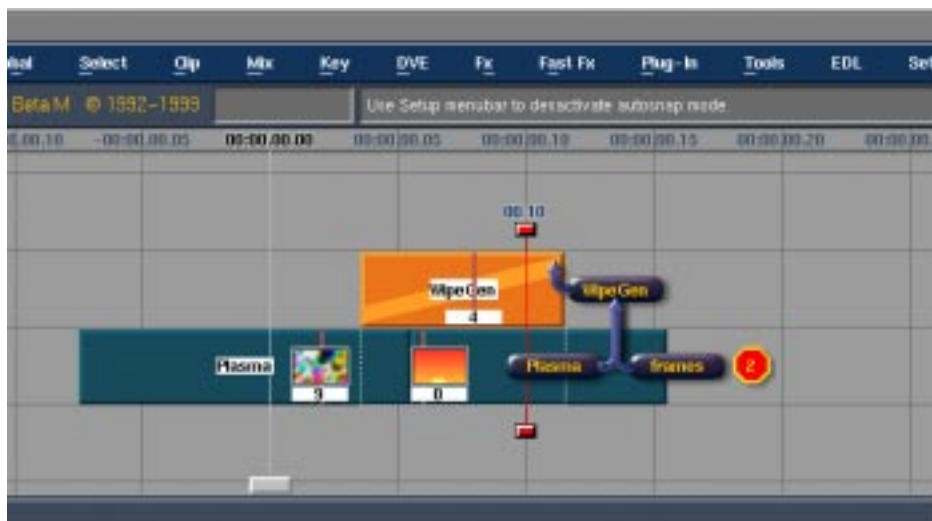 Select Clip Mix Key DVE Fx Fast Fx Plug-In Tools EDL
Beta M © 1992-1999 Use Setup menubar to desactivate autosnap mode.
-00:00.00.05 00:00.00.00 00:00.00.05 00:00.00.10 00:00.00.15 00:00.00.20
00.10
WipeGen WipeGen
4
Plasma Plasma frames 2
9 0